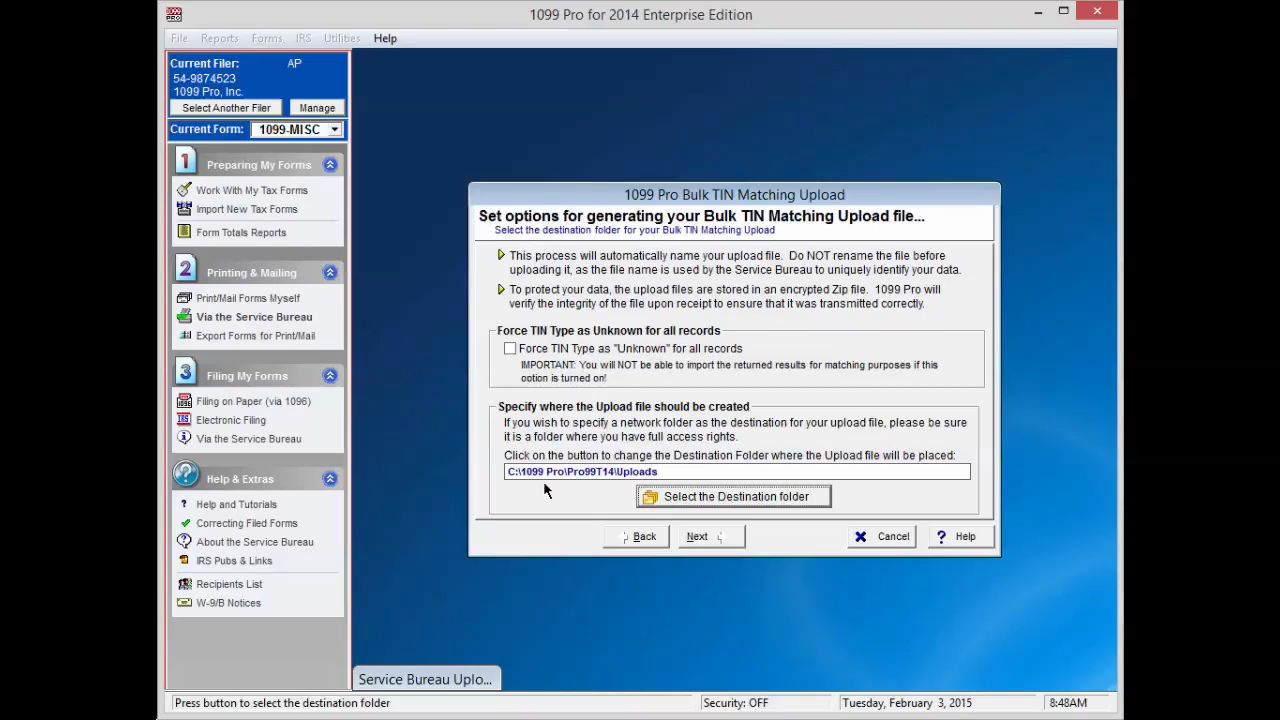 1099 Pro for 2014 Enterprise Edition
File Reports Forms IRS Utilities Help
Current Filer: AP
54-9874523
1099 Pro, Inc.
Select Another Filer Manage
Current Form: 1099-MISC
1 Preparing My Forms
Work With My Tax Forms
Import New Tax Forms
Form Totals Reports
2 Printing & Mailing
Print/Mail Forms Myself
Via the Service Bureau
Export Forms for Print/Mail
3 Filing My Forms
Filing on Paper (via 1096)
Electronic Filing
Via the Service Bureau
Help & Extras
Help and Tutorials
Correcting Filed Forms
About the Service Bureau
IRS Pubs & Links
Recipients List
W-9/B Notices
1099 Pro Bulk TIN Matching Upload
Set options for generating your Bulk TIN Matching Upload file...
Select the destination folder for your Bulk TIN Matching Upload
This process will automatically name your upload file. Do NOT rename the file before
uploading it, as the file name is used by the Service Bureau to uniquely identify your data.
To protect your data, the upload files are stored in an encrypted Zip file. 1099 Pro will
verify the integrity of the file upon receipt to ensure that it was transmitted correctly.
Force TIN Type as Unknown for all records
Force TIN Type as "Unknown" for all records
IMPORTANT: You will NOT be able to import the returned results for matching purposes if this
option is turned on!
Specify where the Upload file should be created
If you wish to specify a network folder as the destination for your upload file, please be sure
it is a folder where you have full access rights.
Click on the button to change the Destination Folder where the Upload file will be placed:
C:\1099 Pro\Pro99T14\Uploads
Select the Destination folder
Back Next Cancel Help
Service Bureau Uplo...
Press button to select the destination folder Security: OFF Tuesday, February 3, 2015 8:48AM